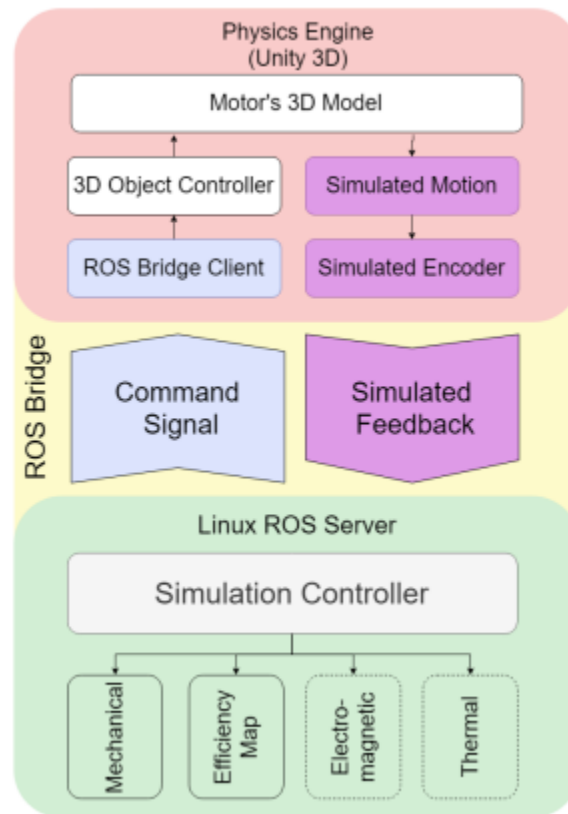 Physics Engine
(Unity 3D)
Motor's 3D Model
3D Object Controller
Simulated Motion
ROS Bridge Client
Simulated Encoder
ROS Bridge
Command
Signal
Simulated
Feedback
Linux ROS Server
Simulation Controller
Mechanical
Efficiency
Map
Electro-
magnetic
Thermal